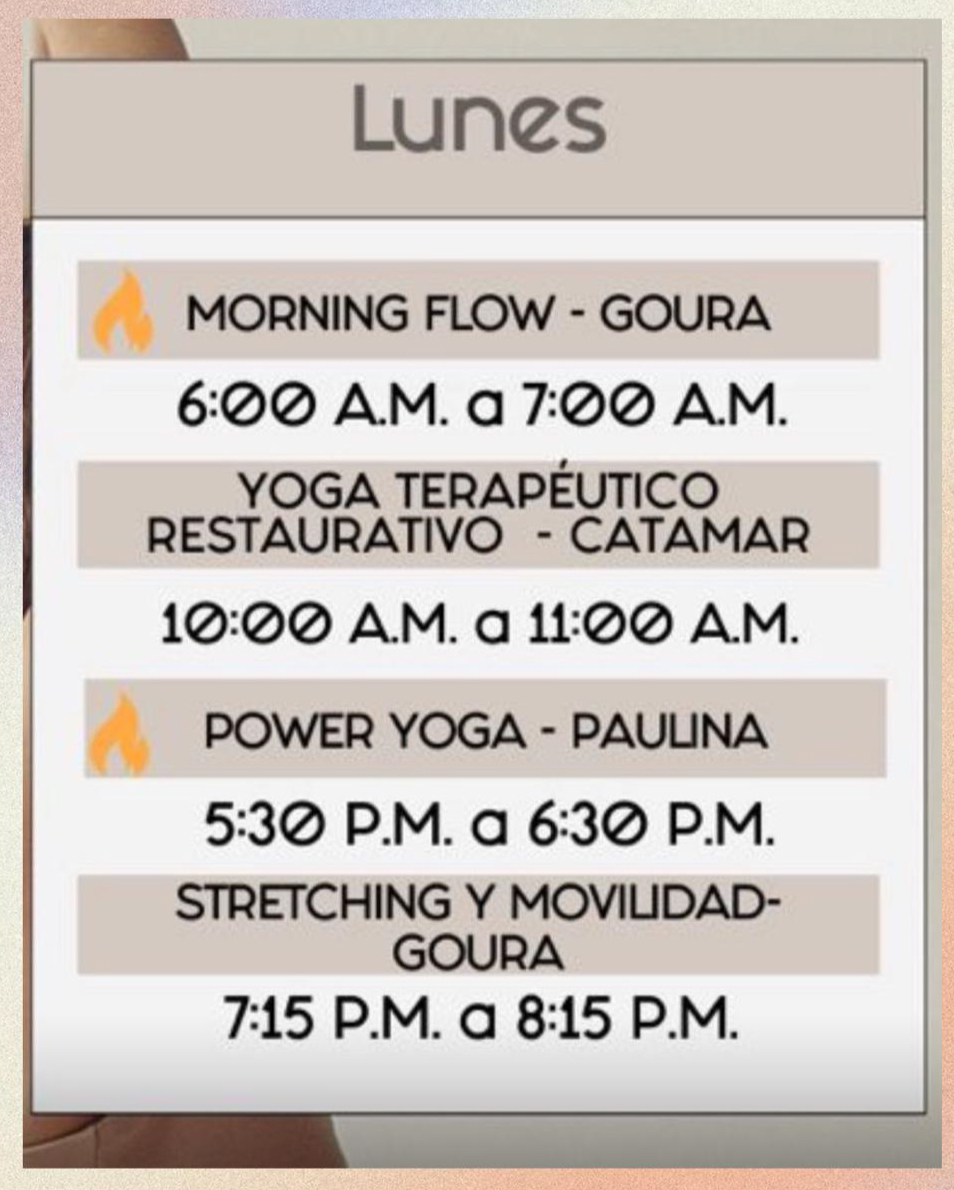 Lunes
MORNING FLOW - GOURA
6:00 A.M. a 7:00 A.M.
YOGA TERAPÉUTICO
RESTAURATIVO - CATAMAR
10:00 A.M. a 11:00 A.M.
POWER YOGA - PAULINA
5:30 P.M. a 6:30 P.M.
STRETCHING Y MOVILIDAD-
GOURA
7:15 P.M. a 8:15 P.M.